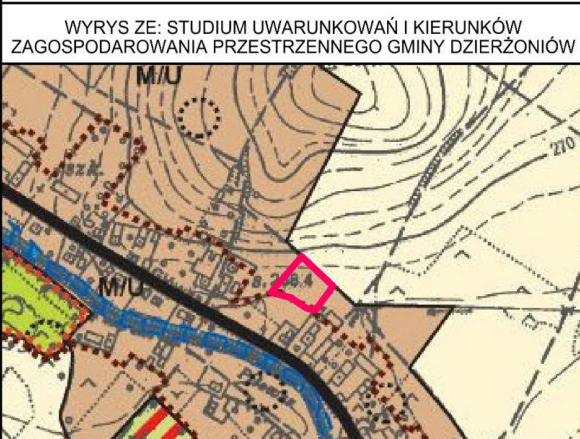 WYRYS ZE: STUDIUM UWARUNKOWAŃ I KIERUNKÓW
ZAGOSPODAROWANIA PRZESTRZENNEGO GMINY DZIERŻONIÓW
M/U
270
M/U